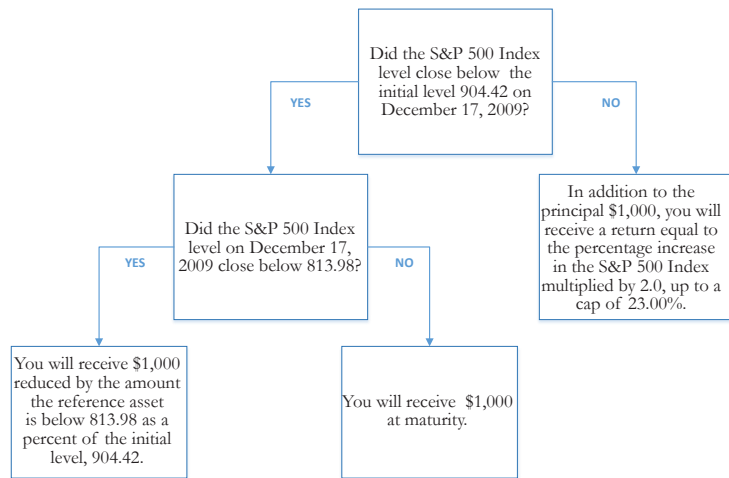 Did the S&P 500 Index
level close below the
initial level 904.42 on
December 17, 2009?
YES
NO
Did the S&P 500 Index
level on December 17,
2009 close below 813.98?
In addition to the
principal $1,000, you will
receive a return equal to
the percentage increase
in the S&P 500 Index
multiplied by 2.0, up to a
cap of 23.00%.
YES
NO
You will receive $1,000
reduced by the amount
the reference asset
is below 813.98 as a
percent of the initial
level, 904.42.
You will receive $1,000
at maturity.